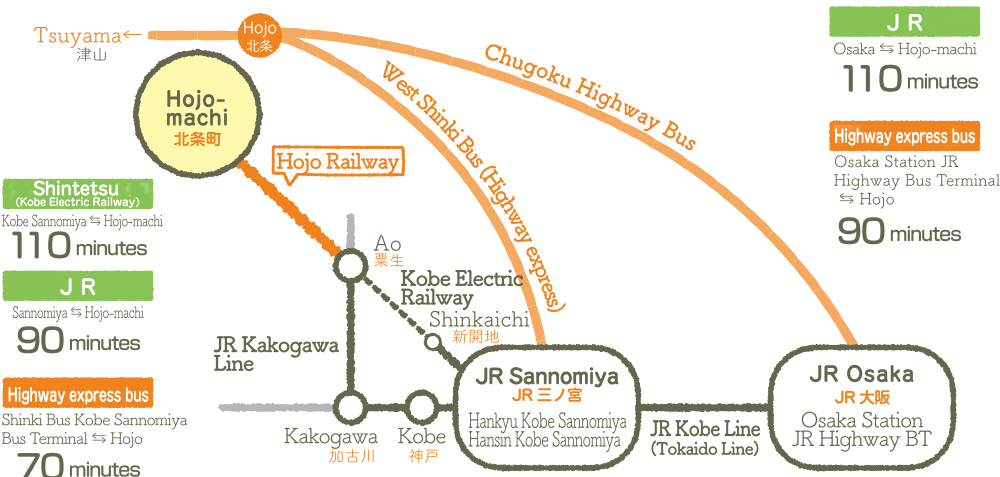 Tsuyama←
津山
Hojo
北条
Chugoku Highway Bus
West Shinki Bus (Highway express)
Hojo-
machi
北条町
Hojo Railway
Shintetsu
(Kobe Electric Railway)
Kobe Sannomiya ⇆ Hojo-machi
110 minutes
JR
Sannomiya ⇆ Hojo-machi
90 minutes
Highway express bus
Shinki Bus Kobe Sannomiya
Bus Terminal ⇆ Hojo
70 minutes
Ao
粟生
Kobe Electric
Railway
Shinkaichi
新開地
JR Kakogawa
Line
Kakogawa
加古川
Kobe
神戸
JR Sannomiya
JR 三ノ宮
Hankyu Kobe Sannomiya
Hansin Kobe Sannomiya
JR Kobe Line
(Tokaido Line)
JR Osaka
JR 大阪
Osaka Station
JR Highway BT
JR
Osaka ⇆ Hojo-machi
110 minutes
Highway express bus
Osaka Station JR
Highway Bus Terminal
⇆ Hojo
90 minutes